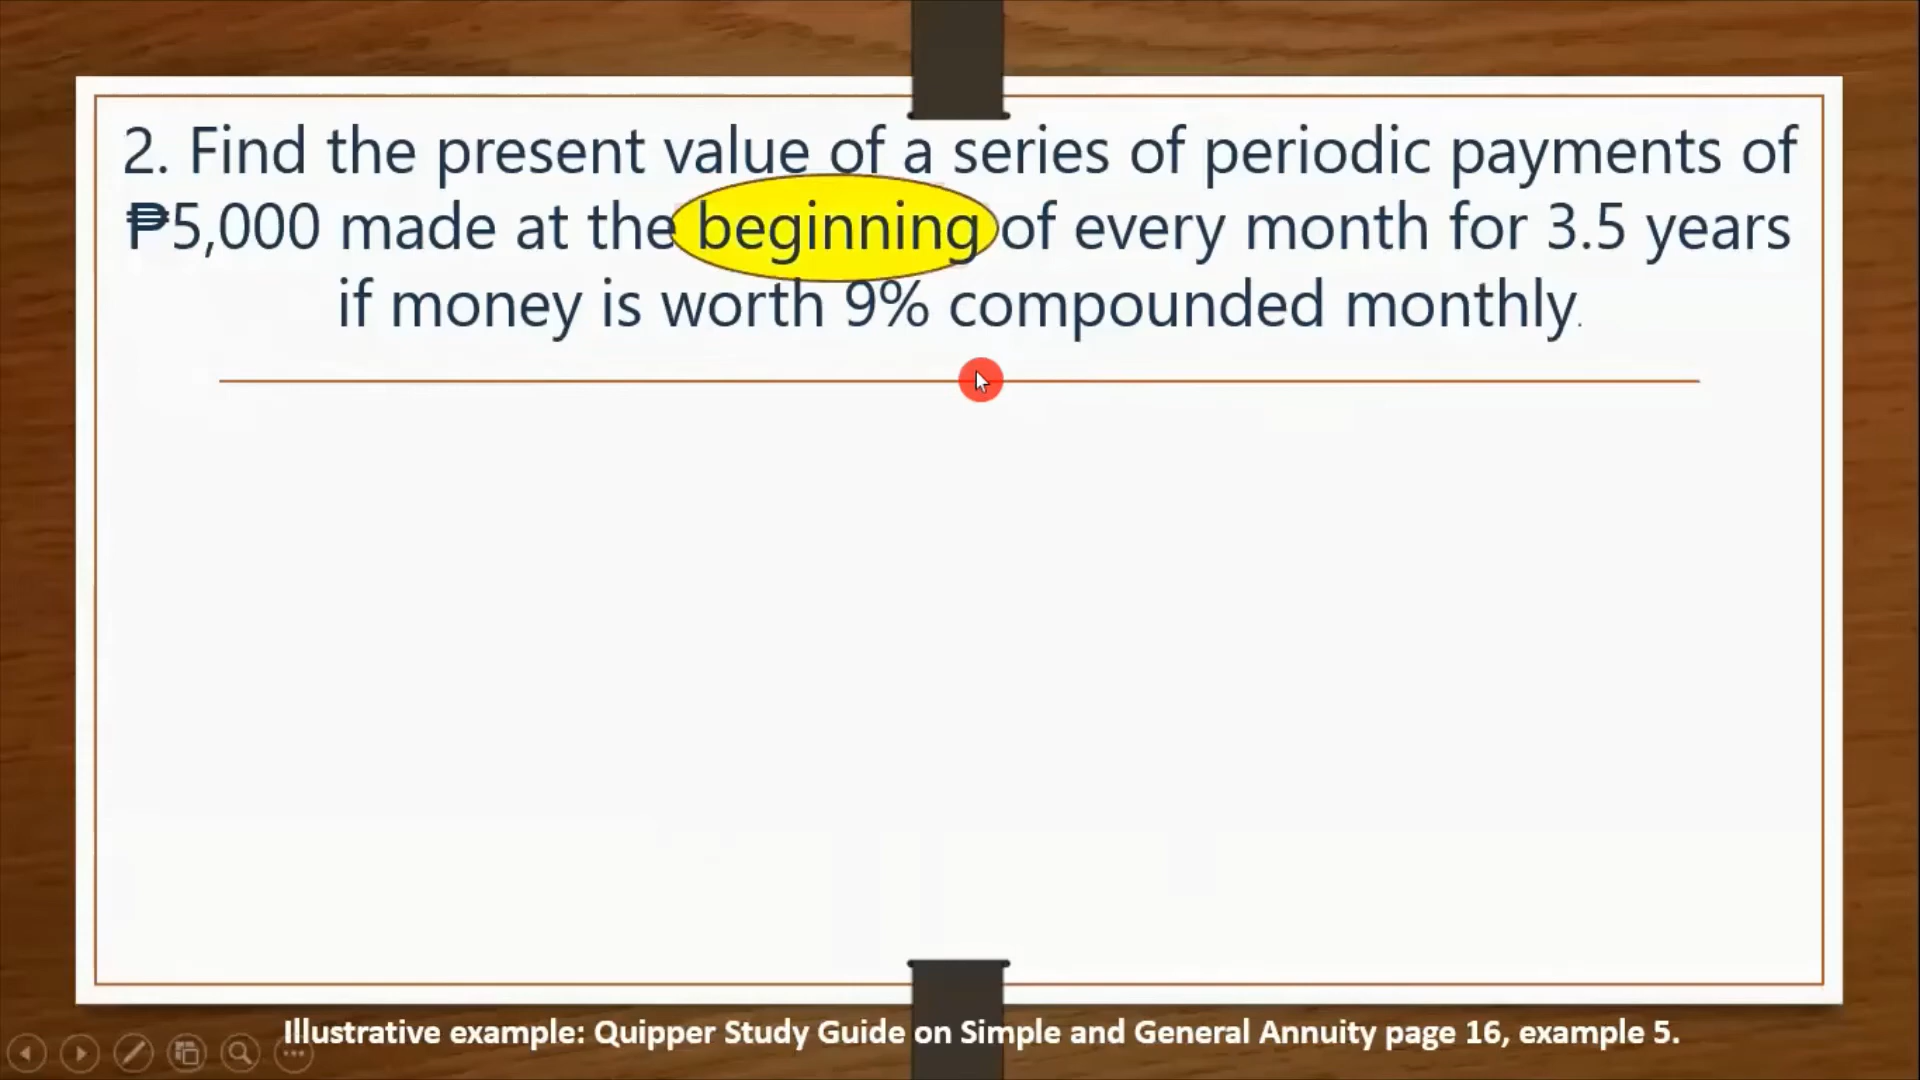 2. Find the present value of a series of periodic payments of
₱5,000 made at the beginning of every month for 3.5 years
if money is worth 9% compounded monthly.
Illustrative example: Quipper Study Guide on Simple and General Annuity page 16, example 5.